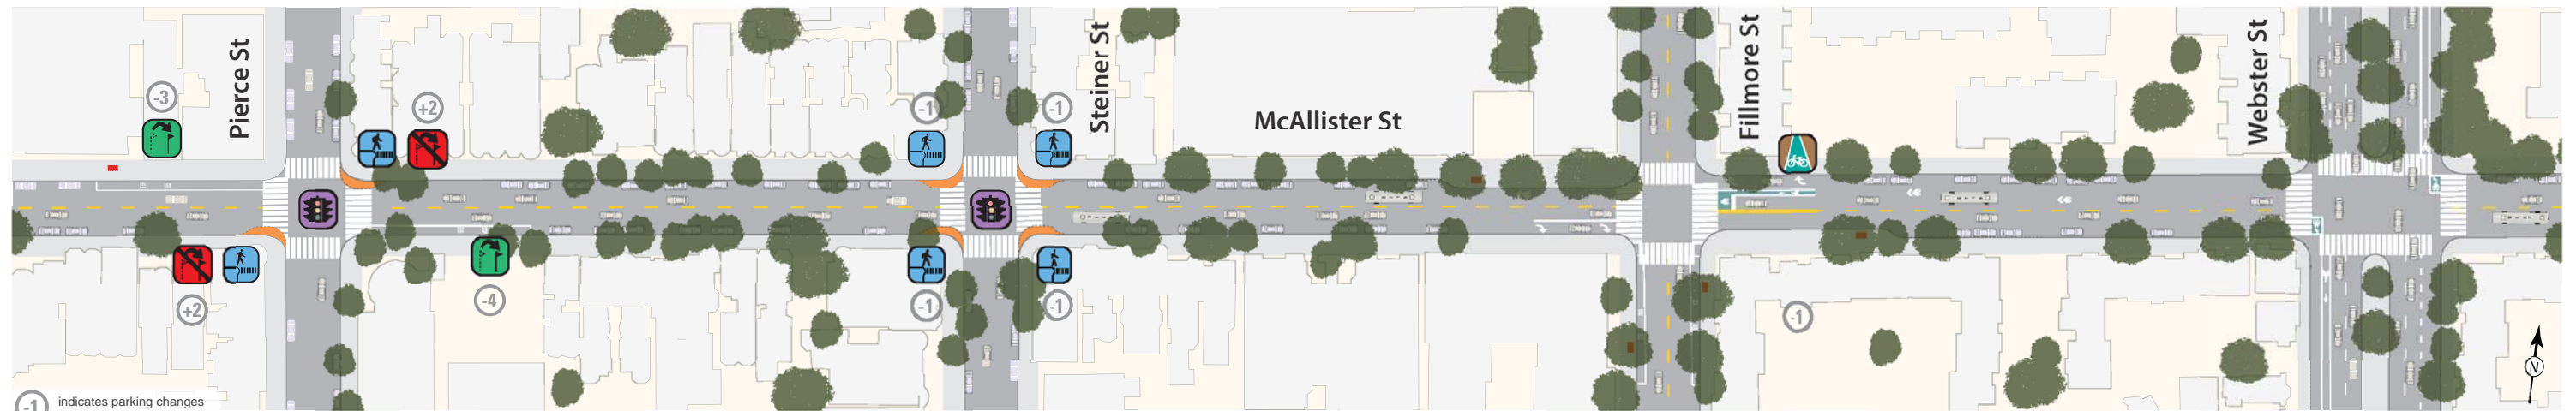 Pierce St
Steiner St
McAllister St
Fillmore St
Webster St
-3
+2
-1
-1
+2
-4
-1
-1
-1
N
-1 indicates parking changes